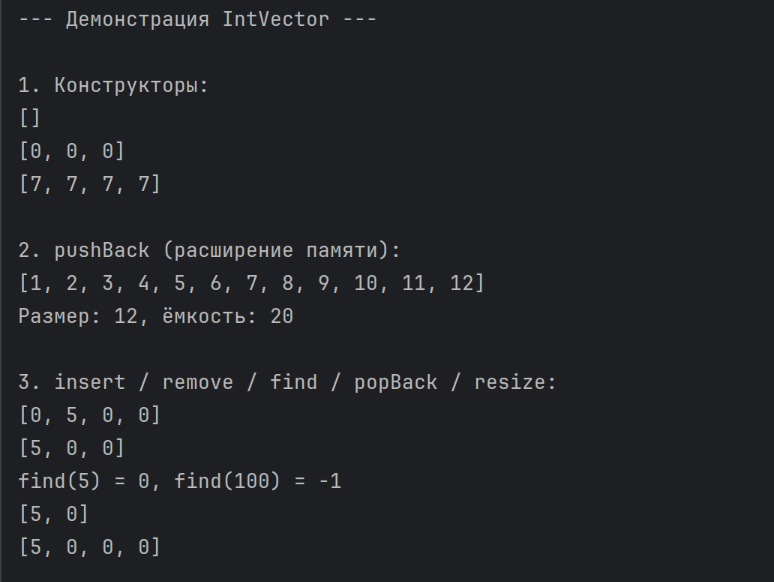 --- Демонстрация IntVector ---
1. Конструкторы:
[]
[0, 0, 0]
[7, 7, 7, 7]
2. pushBack (расширение памяти):
[1, 2, 3, 4, 5, 6, 7, 8, 9, 10, 11, 12]
Размер: 12, ёмкость: 20
3. insert / remove / find / popBack / resize:
[0, 5, 0, 0]
[5, 0, 0]
find(5) = 0, find(100) = -1
[5, 0]
[5, 0, 0, 0]